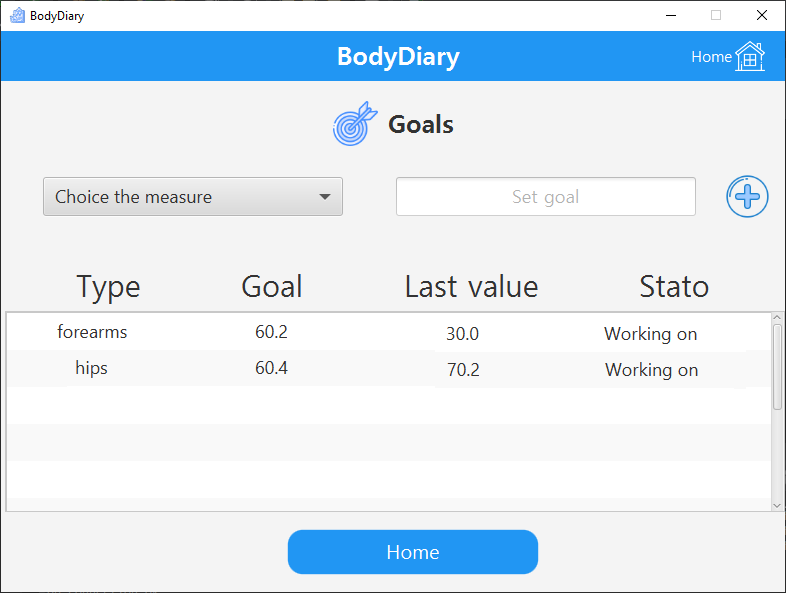 BodyDiary
BodyDiary
Home
Goals
Choice the measure
Set goal
Type Goal Last value Stato
forearms 60.2 30.0 Working on
hips 60.4 70.2 Working on
Home